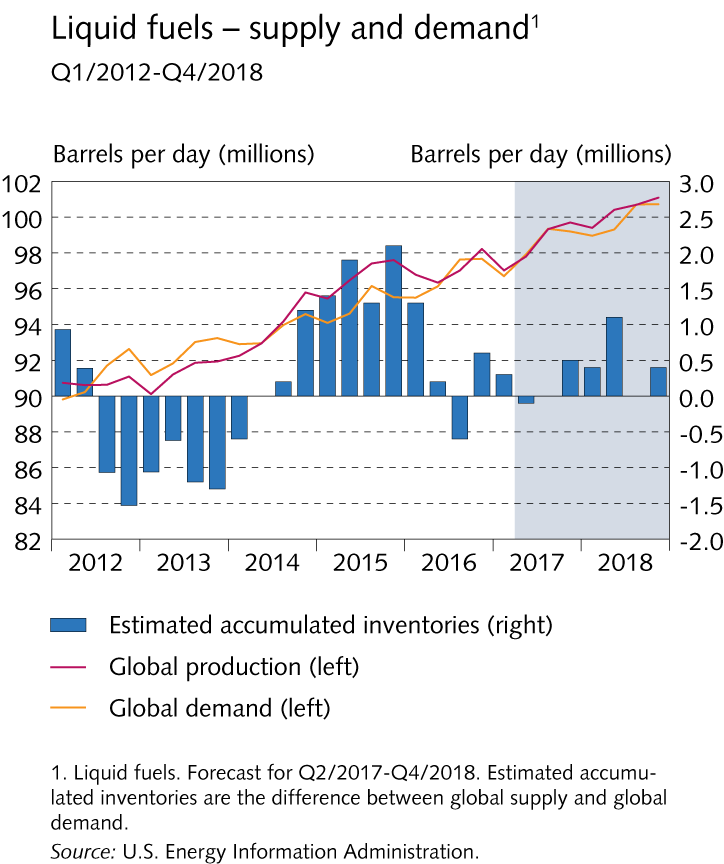 Liquid fuels – supply and demand¹
Q1/2012-Q4/2018
Barrels per day (millions) Barrels per day (millions)
102 3.0
100 2.5
98 2.0
96 1.5
94 1.0
92 0.5
90 0.0
88 -0.5
86 -1.0
84 -1.5
82 -2.0
2012 2013 2014 2015 2016 2017 2018
Estimated accumulated inventories (right)
Global production (left)
Global demand (left)
1. Liquid fuels. Forecast for Q2/2017-Q4/2018. Estimated accumu-
lated inventories are the difference between global supply and global
demand.
Source: U.S. Energy Information Administration.